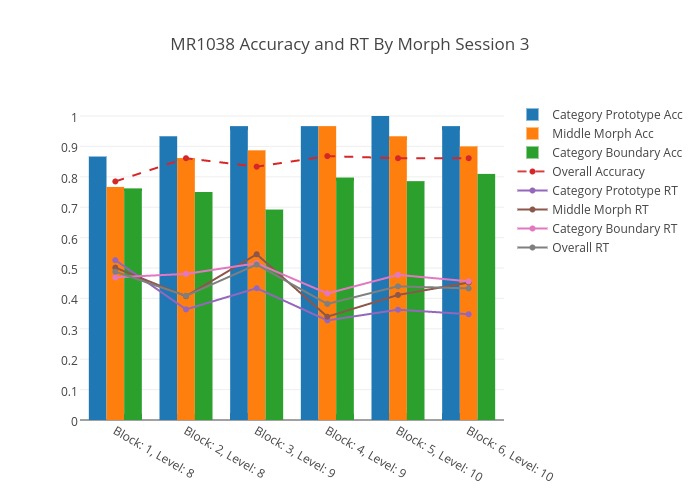 MR1038 Accuracy and RT By Morph Session 3
1
0.9
0.8
0.7
0.6
0.5
0.4
0.3
0.2
0.1
0
Block: 1, Level: 8
Block: 2, Level: 8
Block: 3, Level: 9
Block: 4, Level: 9
Block: 5, Level: 10
Block: 6, Level: 10
Category Prototype Acc
Middle Morph Acc
Category Boundary Acc
Overall Accuracy
Category Prototype RT
Middle Morph RT
Category Boundary RT
Overall RT